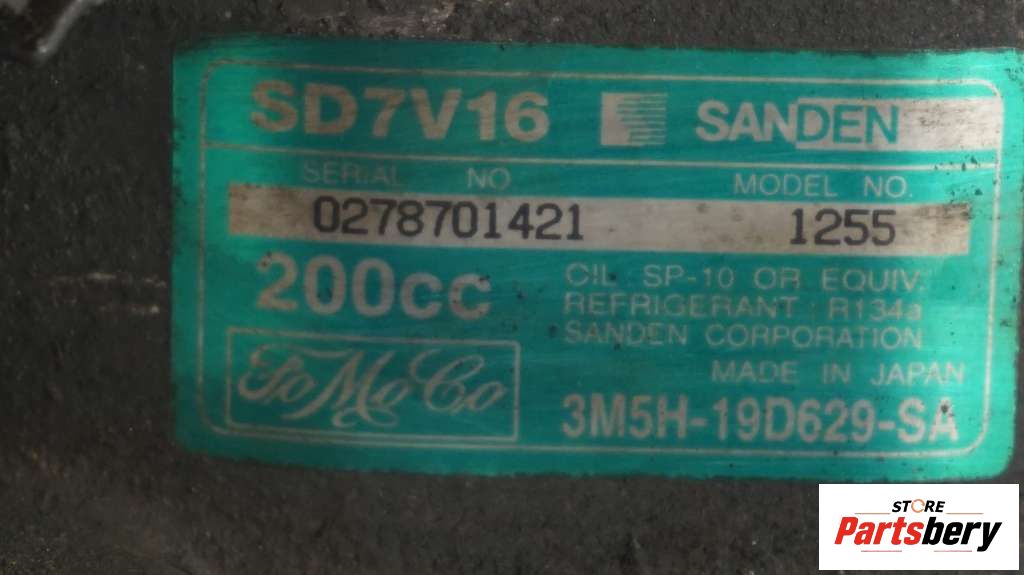 SD7V16 SANDEN
SERIAL NO MODEL NO.
0278701421 1255
200cc
OIL SP-10 OR EQUIV.
REFRIGERANT : R134a
SANDEN CORPORATION
MADE IN JAPAN
FoMoCo
3M5H-19D629-SA
STORE
Partsbery